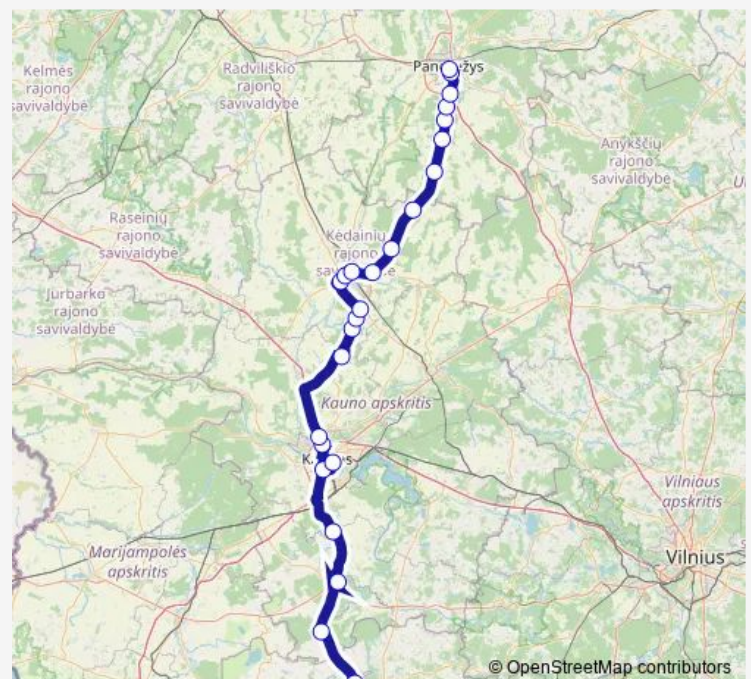 Kelmės
rajono
savivaldybė
Radviliškio
rajono
savivaldybė
Anykščių
rajono
savivaldybė
Raseinių
rajono
savivaldybė
Kėdainių
rajono
Jurbarko
rajono
savivaldybė
Kauno apskritis
Vilniaus
apskritis
Vilnius
Marijampolės
apskritis
© OpenStreetMap contributors